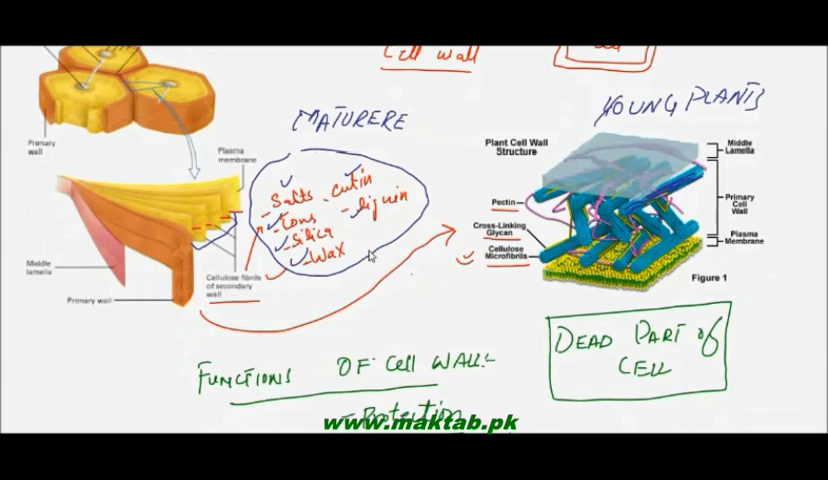 Cell Wall
Cell
MATURERE
YOUNG PLANTS
Primary
wall
Plasma
membrane
- Salts
- Cutin
- Ions
- lignin
- Silica
- Wax
Middle
lamella
Primary wall
Cellulose fibrils
of secondary
wall
Plant Cell Wall
Structure
Middle
Lamella
Pectin
Primary
Cell
Wall
Cross-Linking
Glycan
Plasma
Membrane
Cellulose
Microfibrils
Figure 1
DEAD PART of
CELL
FUNCTIONS OF Cell WALL:-
- Protection
www.maktab.pk